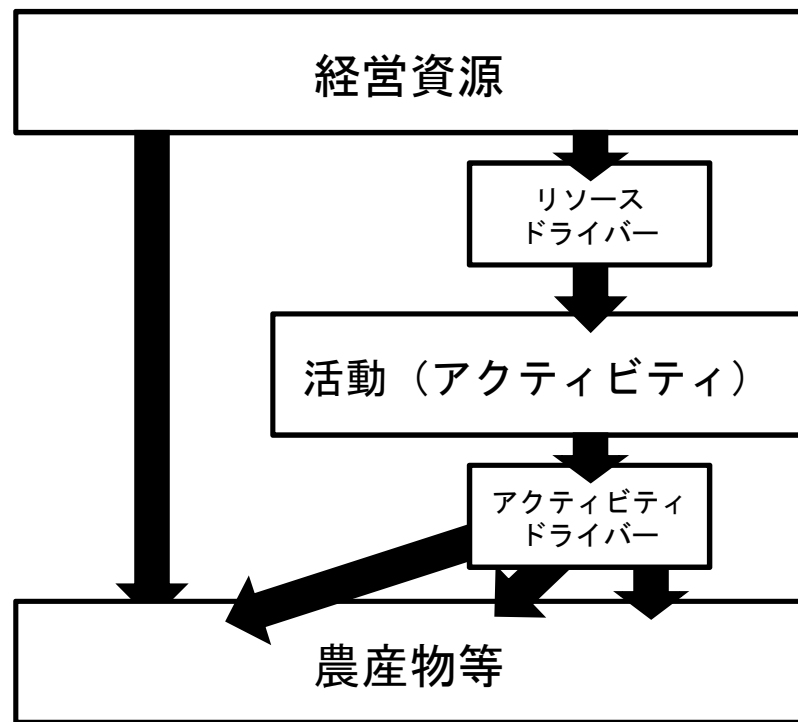 経営資源
リソース
ドライバー
活動（アクティビティ）
アクティビティ
ドライバー
農産物等